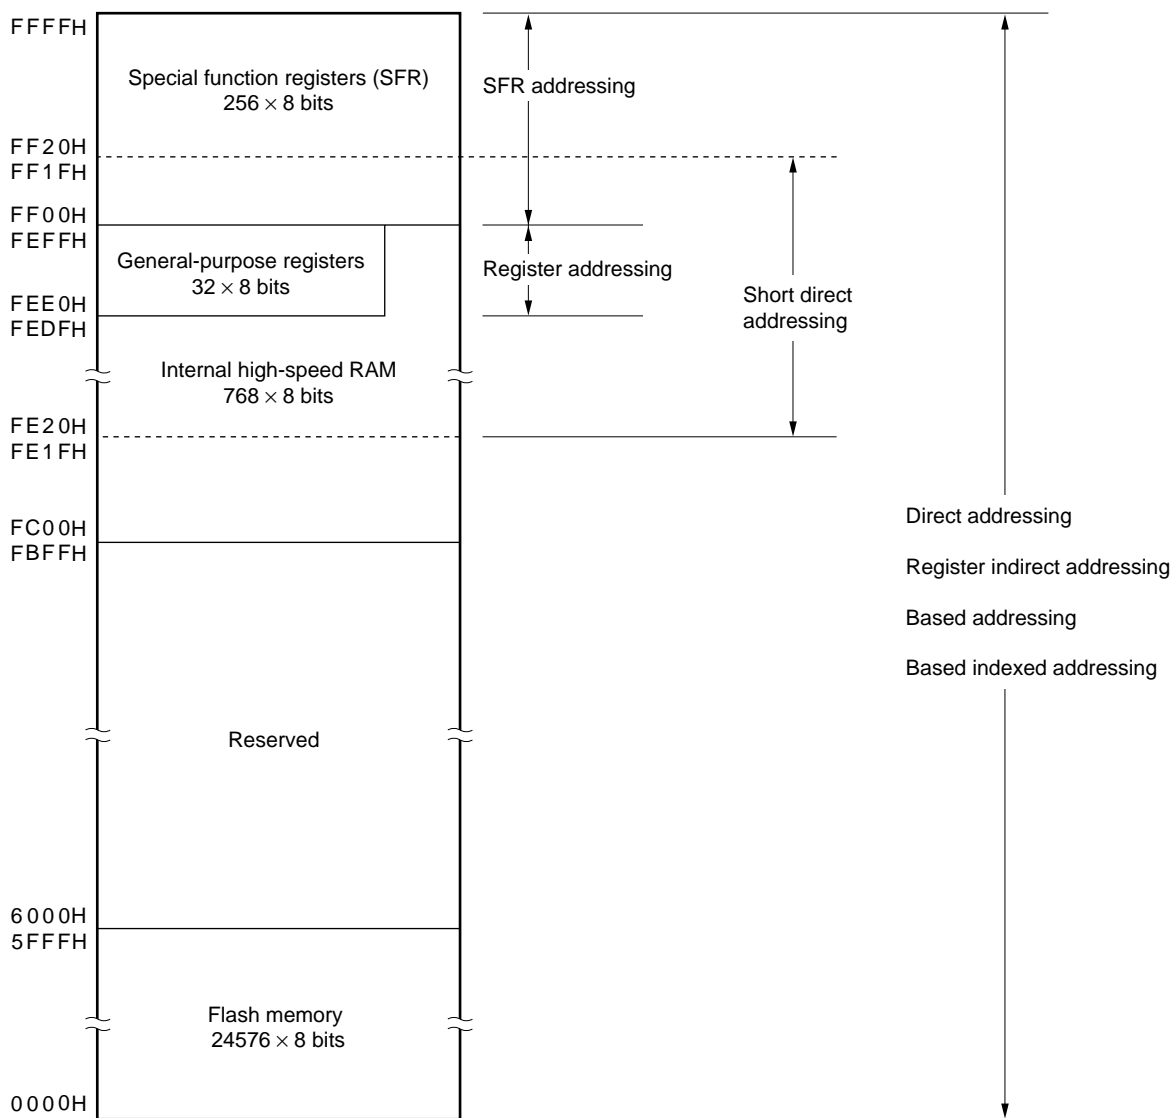 FFFFH
Special function registers (SFR)
256 × 8 bits
SFR addressing
FF20H
FF1FH
FF00H
FEFFH
General-purpose registers
32 × 8 bits
Register addressing
FEE0H
FEDFH
Short direct
addressing
Internal high-speed RAM
768 × 8 bits
FE20H
FE1FH
FC00H
FBFFH
Direct addressing
Register indirect addressing
Based addressing
Based indexed addressing
Reserved
6000H
5FFFH
Flash memory
24576 × 8 bits
0000H